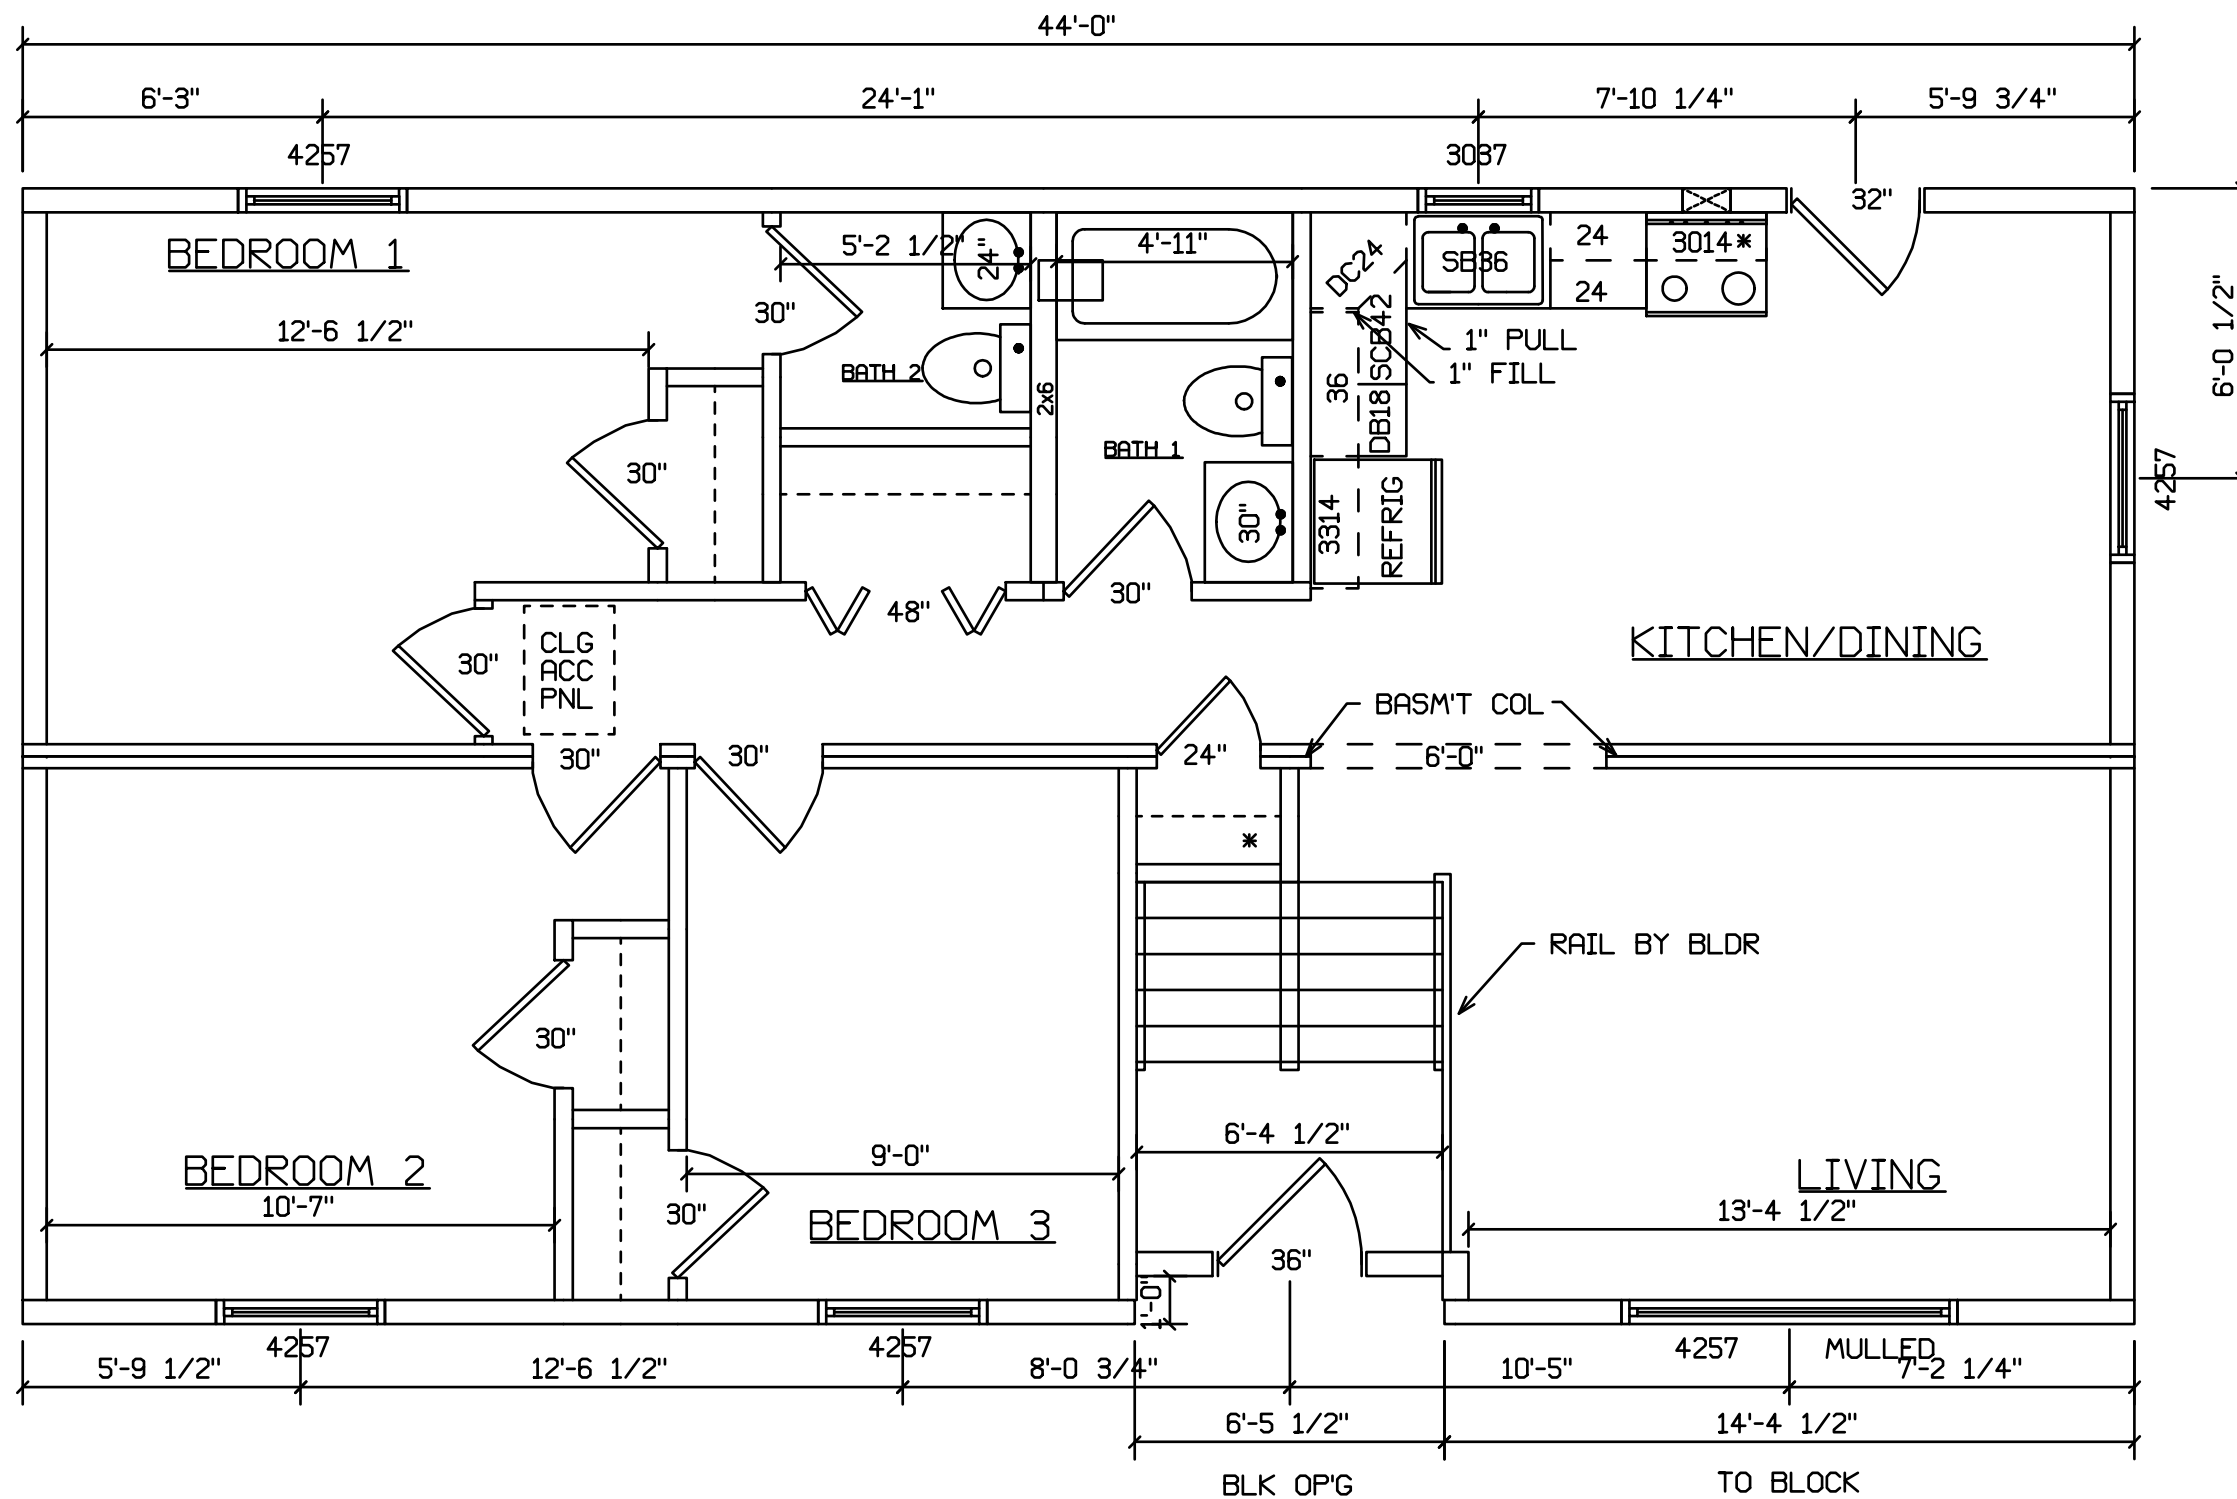 44'-0"
6'-3"
24'-1"
7'-10 1/4"
5'-9 3/4"
4257
3037
32"
BEDROOM 1
5'-2 1/2"
24"
4'-11"
DC24
SB36
24
3014*
24
30"
12'-6 1/2"
6'-0 1/2"
1" PULL
1" FILL
SCB42
BATH 2
2x6
36
DB18
BATH 1
30"
4257
30"
3314
REFRIG
30"
48"
CLG
ACC
PNL
30"
KITCHEN/DINING
BASM'T COL
30"
30"
24"
6'-0"
*
RAIL BY BLDR
30"
6'-4 1/2"
9'-0"
BEDROOM 2
LIVING
10'-7"
30"
BEDROOM 3
13'-4 1/2"
36"
1'-0"
4257
4257
4257
MULLED
5'-9 1/2"
12'-6 1/2"
8'-0 3/4"
10'-5"
7'-2 1/4"
6'-5 1/2"
14'-4 1/2"
BLK OP'G
TO BLOCK